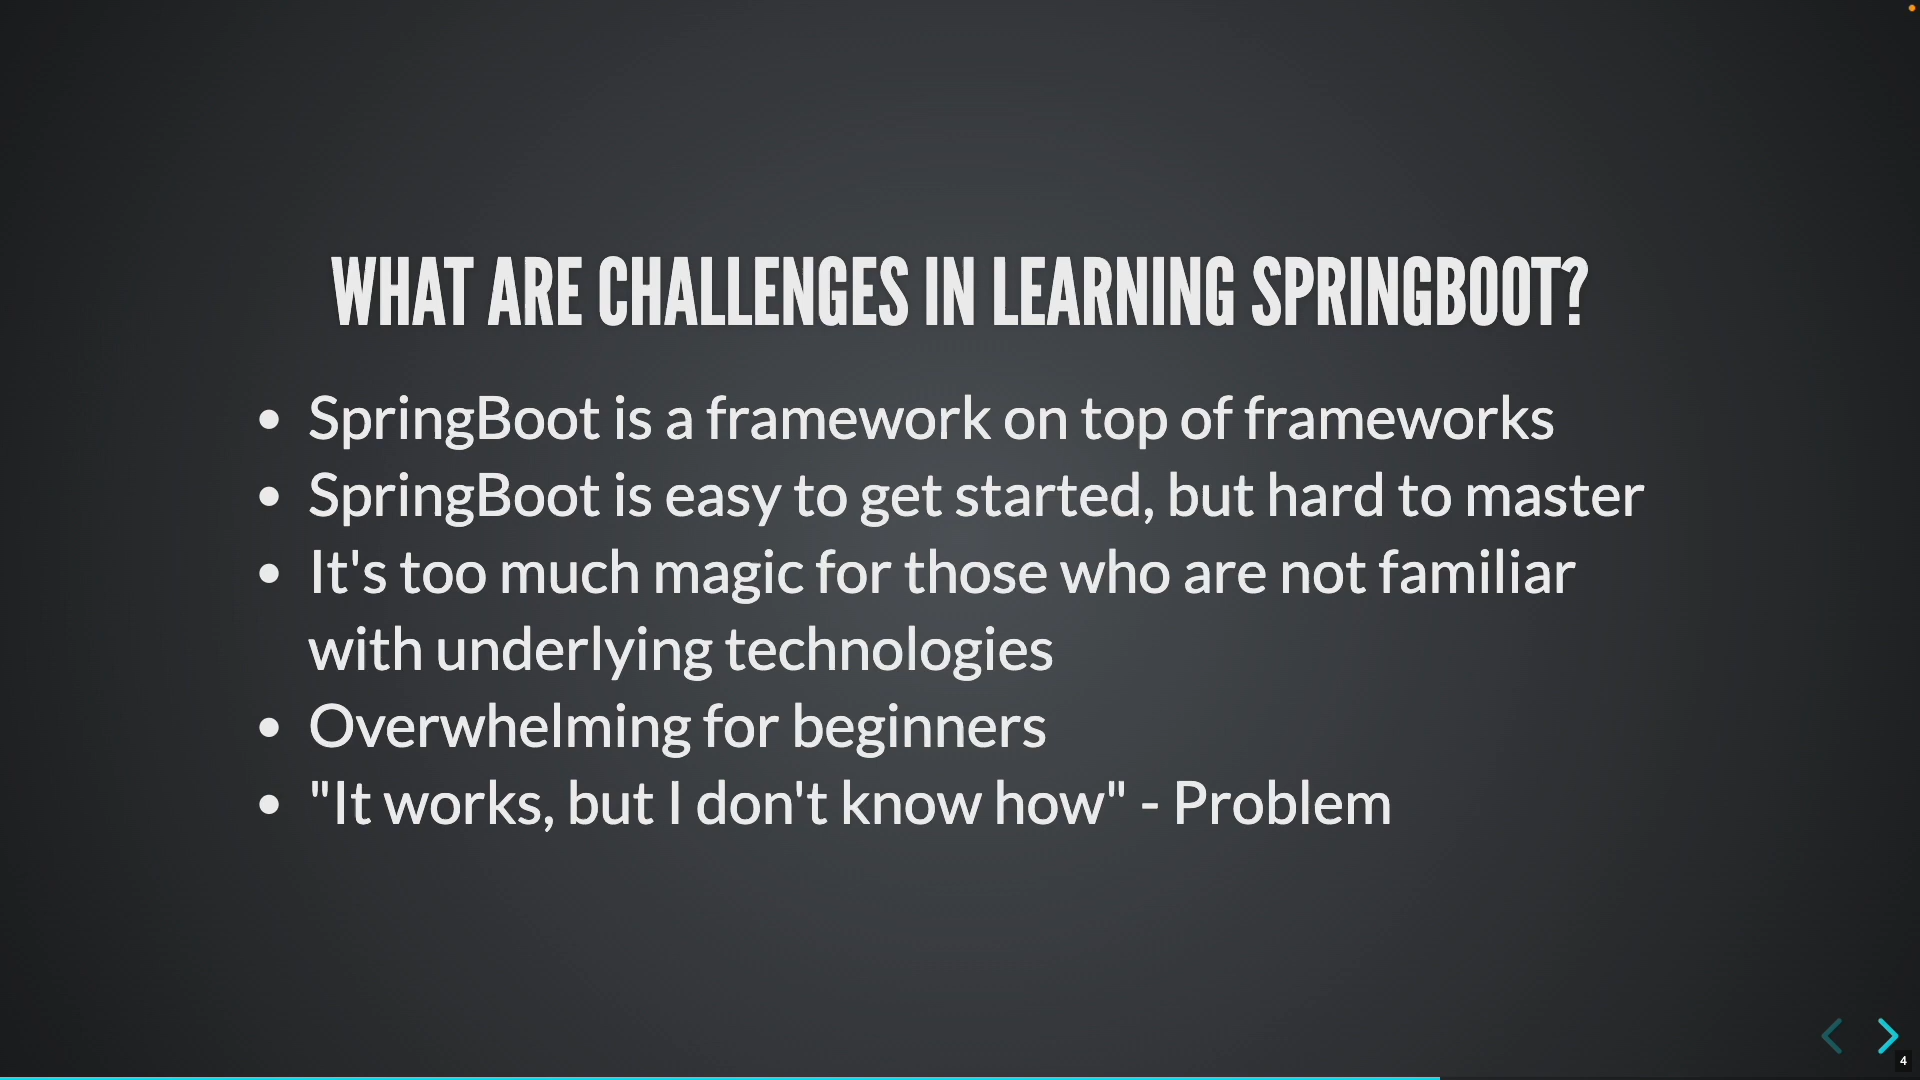 WHAT ARE CHALLENGES IN LEARNING SPRINGBOOT?
• SpringBoot is a framework on top of frameworks
• SpringBoot is easy to get started, but hard to master
• It's too much magic for those who are not familiar
with underlying technologies
• Overwhelming for beginners
• "It works, but I don't know how" - Problem
4